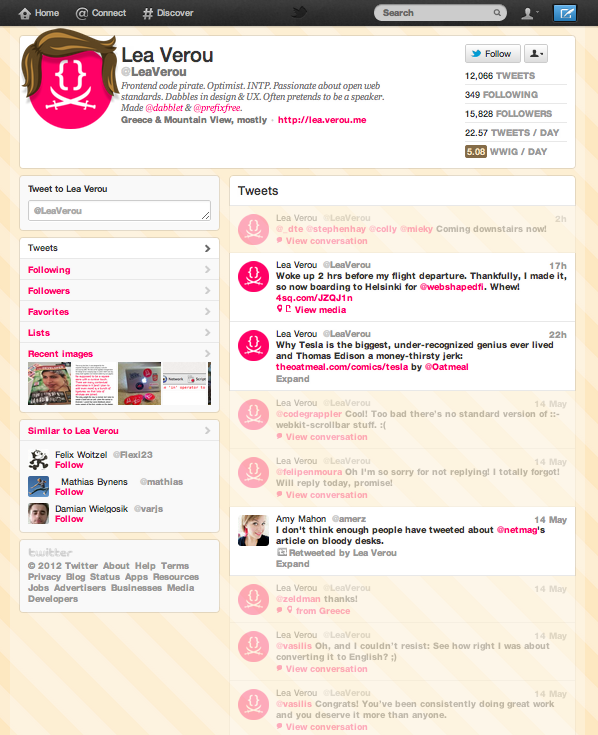 Home @ Connect # Discover Search
Lea Verou
@LeaVerou
Frontend code pirate. Optimist. INTP. Passionate about open web
standards. Dabbles in design & UX. Often pretends to be a speaker.
Made @dabblet & @prefixfree.
Greece & Mountain View, mostly · http://lea.verou.me
Follow
12,066 TWEETS
349 FOLLOWING
15,828 FOLLOWERS
22.57 TWEETS / DAY
5.08 WWIG / DAY
Tweet to Lea Verou
@LeaVerou
Tweets
Following
Followers
Favorites
Lists
Recent images
Similar to Lea Verou
Felix Woitzel @Flexi23
Follow
Mathias Bynens @mathias
Follow
Damian Wielgosik @varjs
Follow
twitter
© 2012 Twitter About Help Terms
Privacy Blog Status Apps Resources
Jobs Advertisers Businesses Media
Developers
Tweets
Lea Verou @LeaVerou 2h
@_dte @stephenhay @colly @mieky Coming downstairs now!
View conversation
Lea Verou @LeaVerou 17h
Woke up 2 hrs before my flight departure. Thankfully, I made it,
so now boarding to Helsinki for @webshapedfi. Whew!
4sq.com/JZQJ1n
View media
Lea Verou @LeaVerou 22h
Why Tesla is the biggest, under-recognized genius ever lived
and Thomas Edison a money-thirsty jerk:
theoatmeal.com/comics/tesla by @Oatmeal
Expand
Lea Verou @LeaVerou 14 May
@codegrappler Cool! Too bad there's no standard version of ::-
webkit-scrollbar stuff. :(
View conversation
Lea Verou @LeaVerou 14 May
@felipenmoura Oh I'm so sorry for not replying! I totally forgot!
Will reply today, promise!
View conversation
Amy Mahon @amerz 14 May
I don't think enough people have tweeted about @netmag's
article on bloody desks.
Retweeted by Lea Verou
Expand
Lea Verou @LeaVerou 14 May
@zeldman thanks!
from Greece
Lea Verou @LeaVerou 14 May
@vasilis Oh, and I couldn't resist: See how right I was about
converting it to English? ;)
View conversation
Lea Verou @LeaVerou 14 May
@vasilis Congrats! You've been consistently doing great work
and you deserve it more than anyone.
View conversation